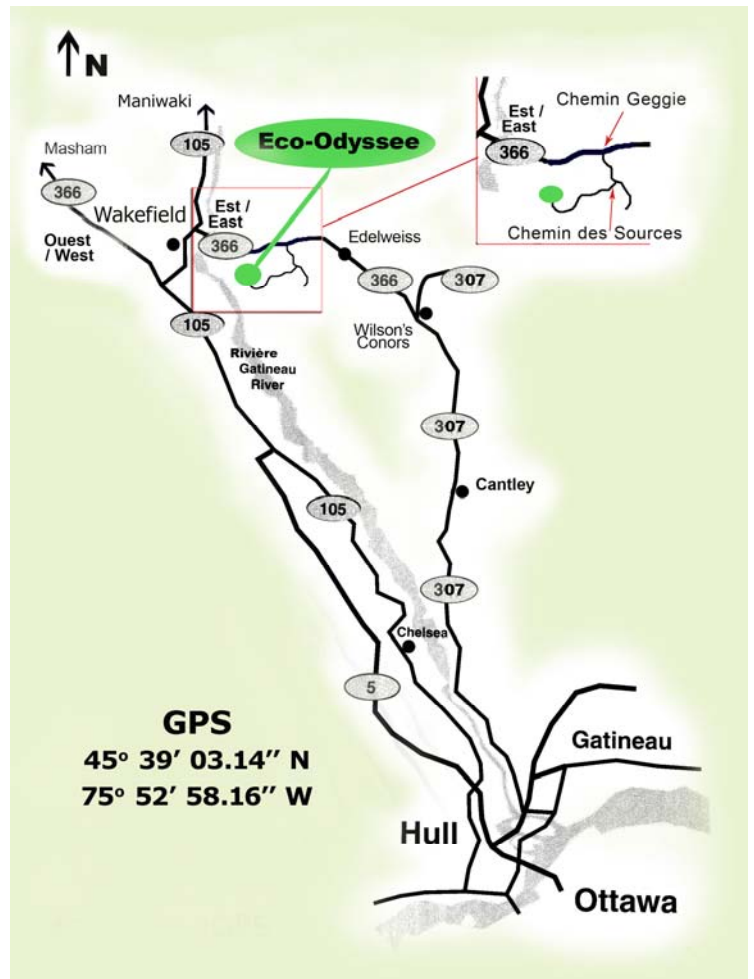 N
Maniwaki
105
Masham
366
Ouest
/ West
Wakefield
Eco-Odyssee
Est /
East
366
Est /
East
366
Chemin Geggie
Chemin des Sources
Edelweiss
366
307
Wilson's
Conors
105
Rivière
Gatineau
River
307
Cantley
105
307
Chelsea
5
GPS
45º 39’ 03.14’’ N
75º 52’ 58.16’’ W
Gatineau
Hull
Ottawa